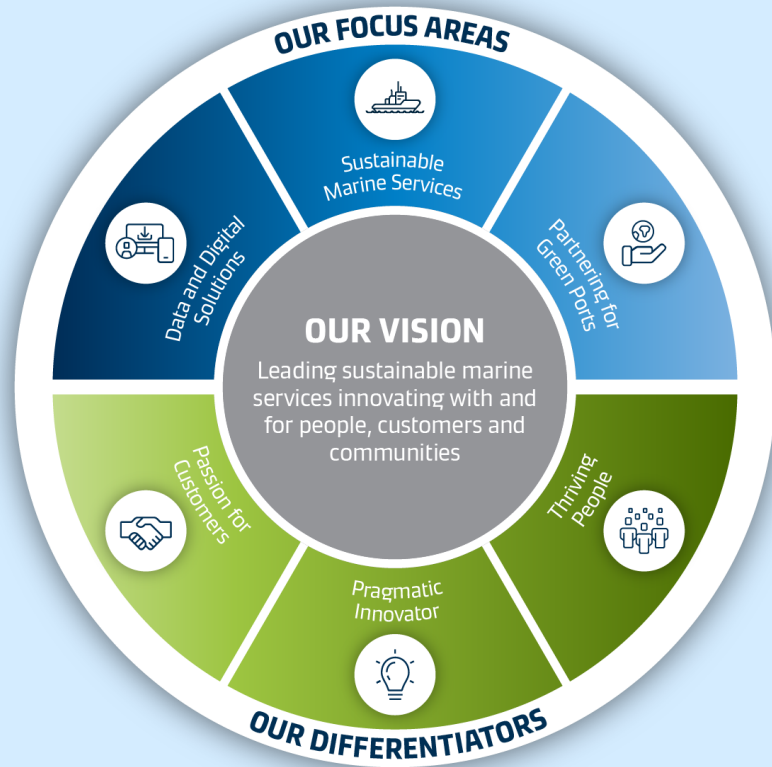 OUR FOCUS AREAS
Data and Digital
Solutions
Sustainable
Marine Services
Partnering for
Green Ports
OUR VISION
Leading sustainable marine
services innovating with and
for people, customers and
communities
Passion for
Customers
Pragmatic
Innovator
Thriving
People
OUR DIFFERENTIATORS